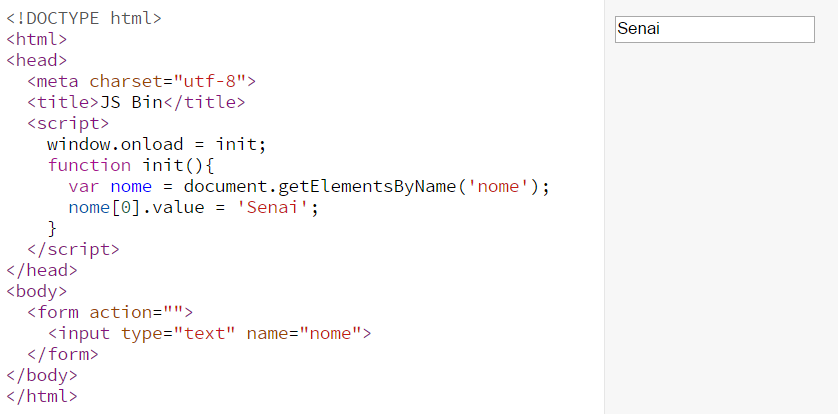 <!DOCTYPE html>
<html>
<head>
  <meta charset="utf-8">
  <title>JS Bin</title>
  <script>
    window.onload = init;
    function init(){
      var nome = document.getElementsByName('nome');
      nome[0].value = 'Senai';
    }
  </script>
</head>
<body>
  <form action="">
    <input type="text" name="nome">
  </form>
</body>
</html>
Senai